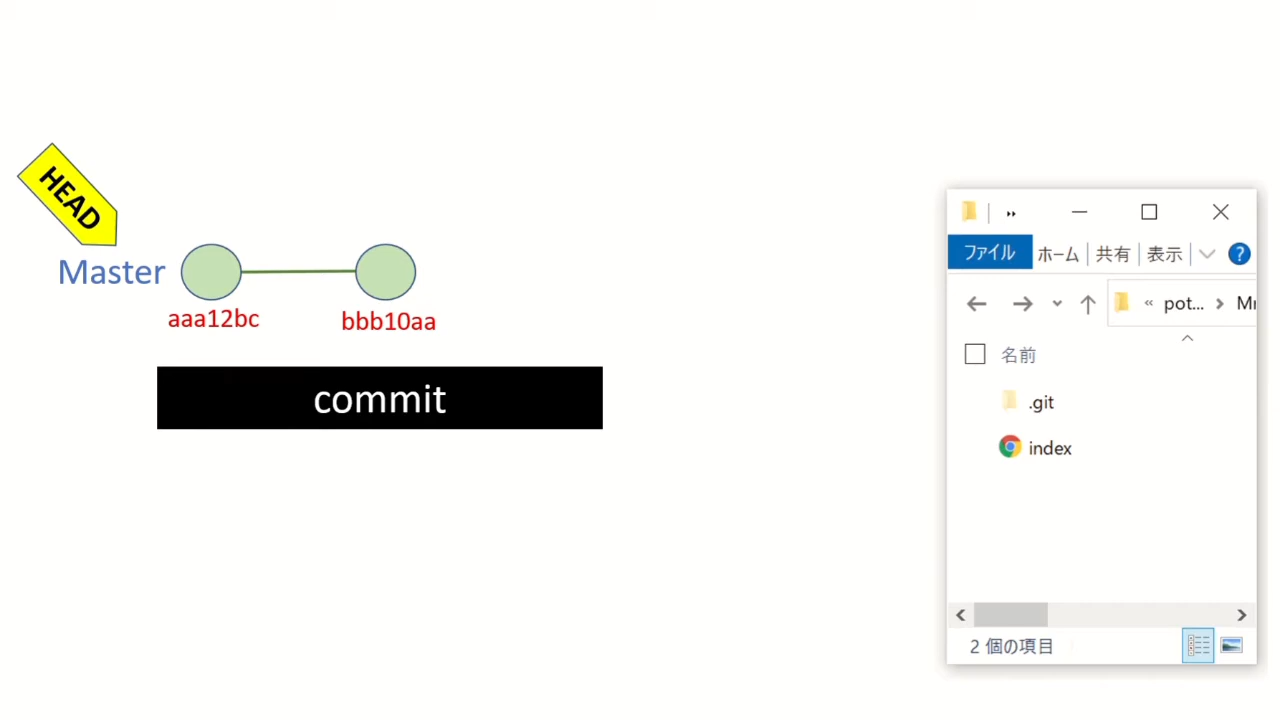 HEAD
Master
aaa12bc
bbb10aa
commit
ファイル ホーム 共有 表示 ?
« pot... > Mr
名前
.git
index
2 個の項目